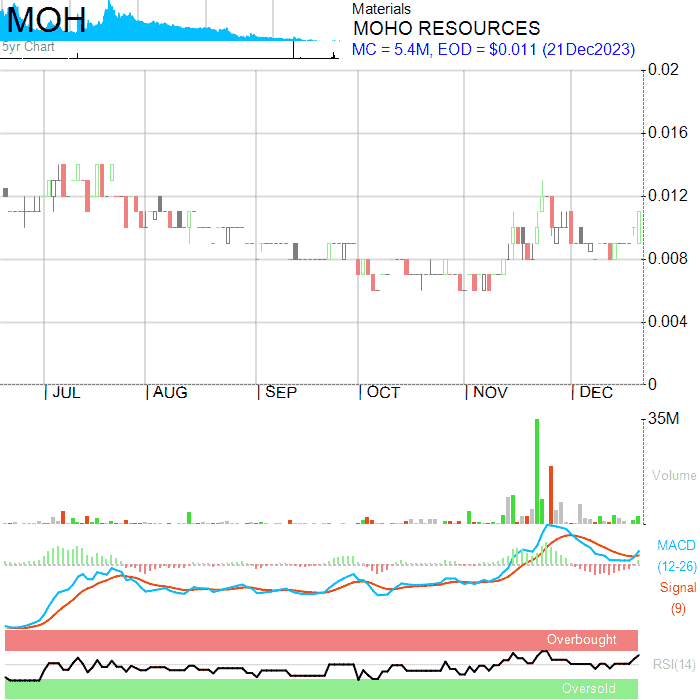 MOH
5yr Chart
Materials
MOHO RESOURCES
MC = 5.4M, EOD = $0.011 (21Dec2023)
0.02
0.016
0.012
0.008
0.004
0
JUL
AUG
SEP
OCT
NOV
DEC
35M
Volume
MACD
(12-26)
Signal
(9)
Overbought
RSI(14)
Oversold